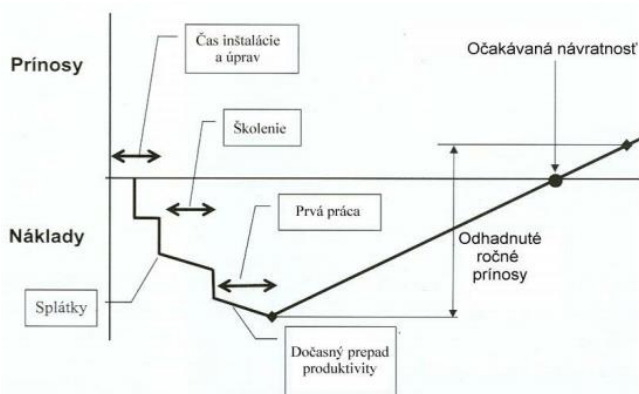 Čas inštalácie
a úprav
Očakávaná návratnosť
Prínosy
Školenie
Prvá práca
Náklady
Odhadnuté
ročné
prínosy
Splátky
Dočasný prepad
produktivity